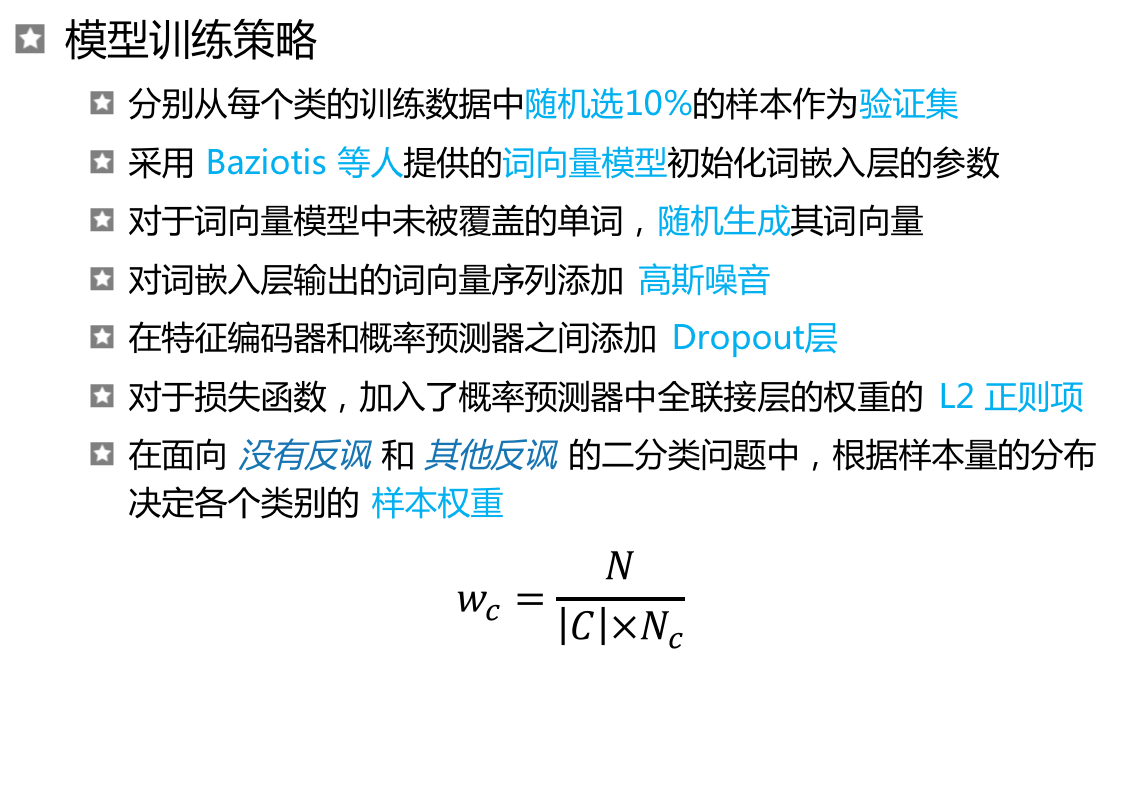 模型训练策略
分别从每个类的训练数据中随机选10%的样本作为验证集
采用 Baziotis 等人提供的词向量模型初始化词嵌入层的参数
对于词向量模型中未被覆盖的单词，随机生成其词向量
对词嵌入层输出的词向量序列添加 高斯噪音
在特征编码器和概率预测器之间添加 Dropout层
对于损失函数，加入了概率预测器中全联接层的权重的 L2 正则项
在面向 没有反讽 和 其他反讽 的二分类问题中，根据样本量的分布
决定各个类别的 样本权重
w_c = N / (|C|×N_c)